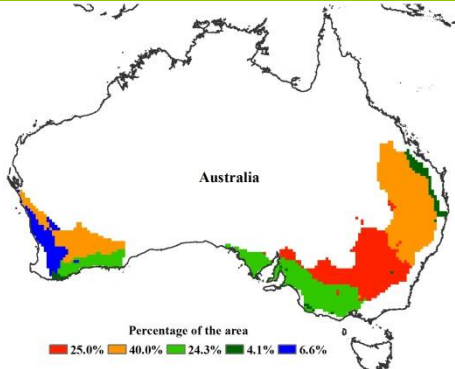 Australia
Percentage of the area
25.0% 40.0% 24.3% 4.1% 6.6%